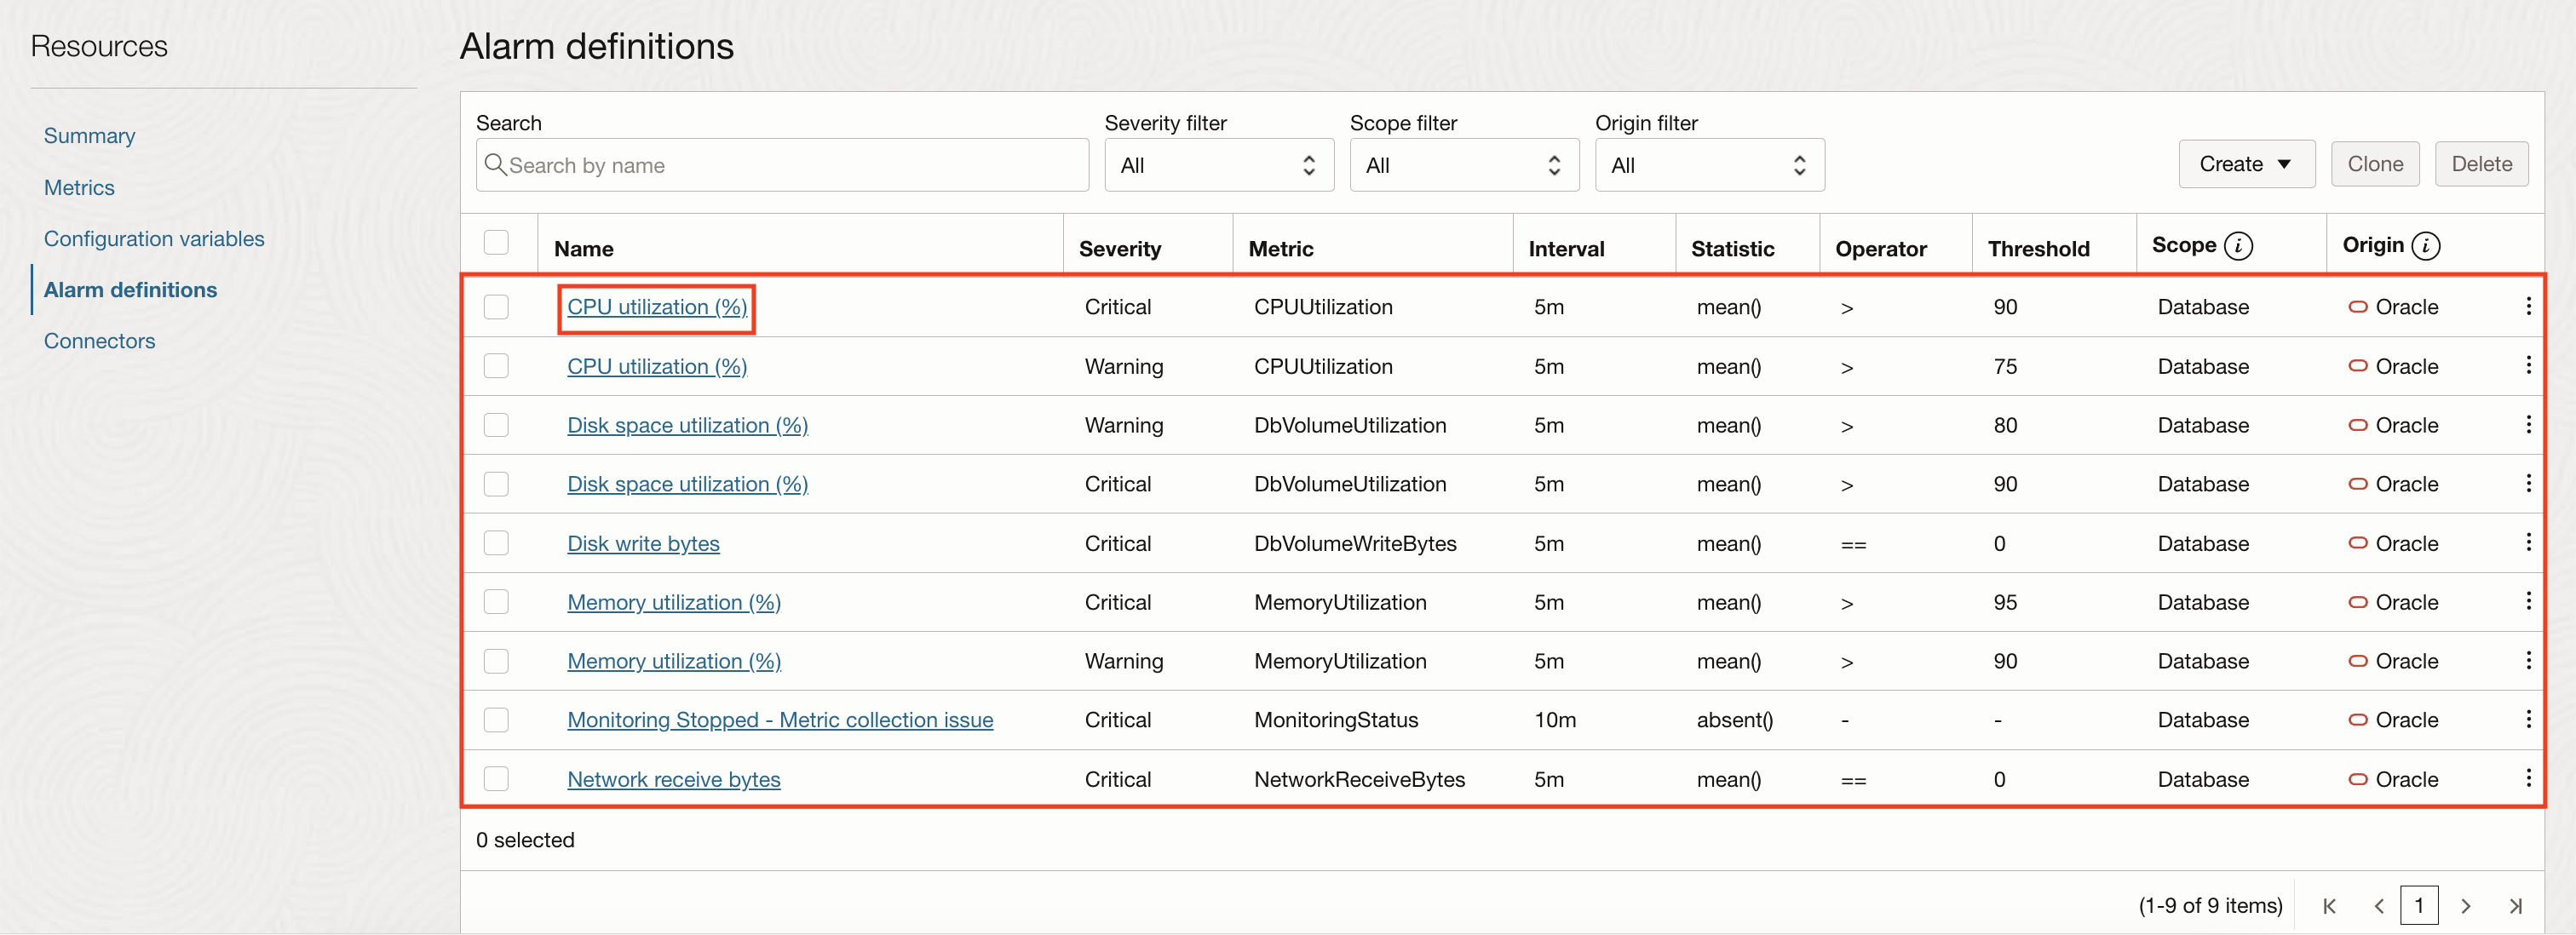 Resources
Summary
Metrics
Configuration variables
Alarm definitions
Connectors
Alarm definitions
Search Severity filter Scope filter Origin filter
Search by name All All All Create Clone Delete
Name Severity Metric Interval Statistic Operator Threshold Scope i Origin i
CPU utilization (%) Critical CPUUtilization 5m mean() > 90 Database Oracle
CPU utilization (%) Warning CPUUtilization 5m mean() > 75 Database Oracle
Disk space utilization (%) Warning DbVolumeUtilization 5m mean() > 80 Database Oracle
Disk space utilization (%) Critical DbVolumeUtilization 5m mean() > 90 Database Oracle
Disk write bytes Critical DbVolumeWriteBytes 5m mean() == 0 Database Oracle
Memory utilization (%) Critical MemoryUtilization 5m mean() > 95 Database Oracle
Memory utilization (%) Warning MemoryUtilization 5m mean() > 90 Database Oracle
Monitoring Stopped - Metric collection issue Critical MonitoringStatus 10m absent() - - Database Oracle
Network receive bytes Critical NetworkReceiveBytes 5m mean() == 0 Database Oracle
0 selected
(1-9 of 9 items) 1